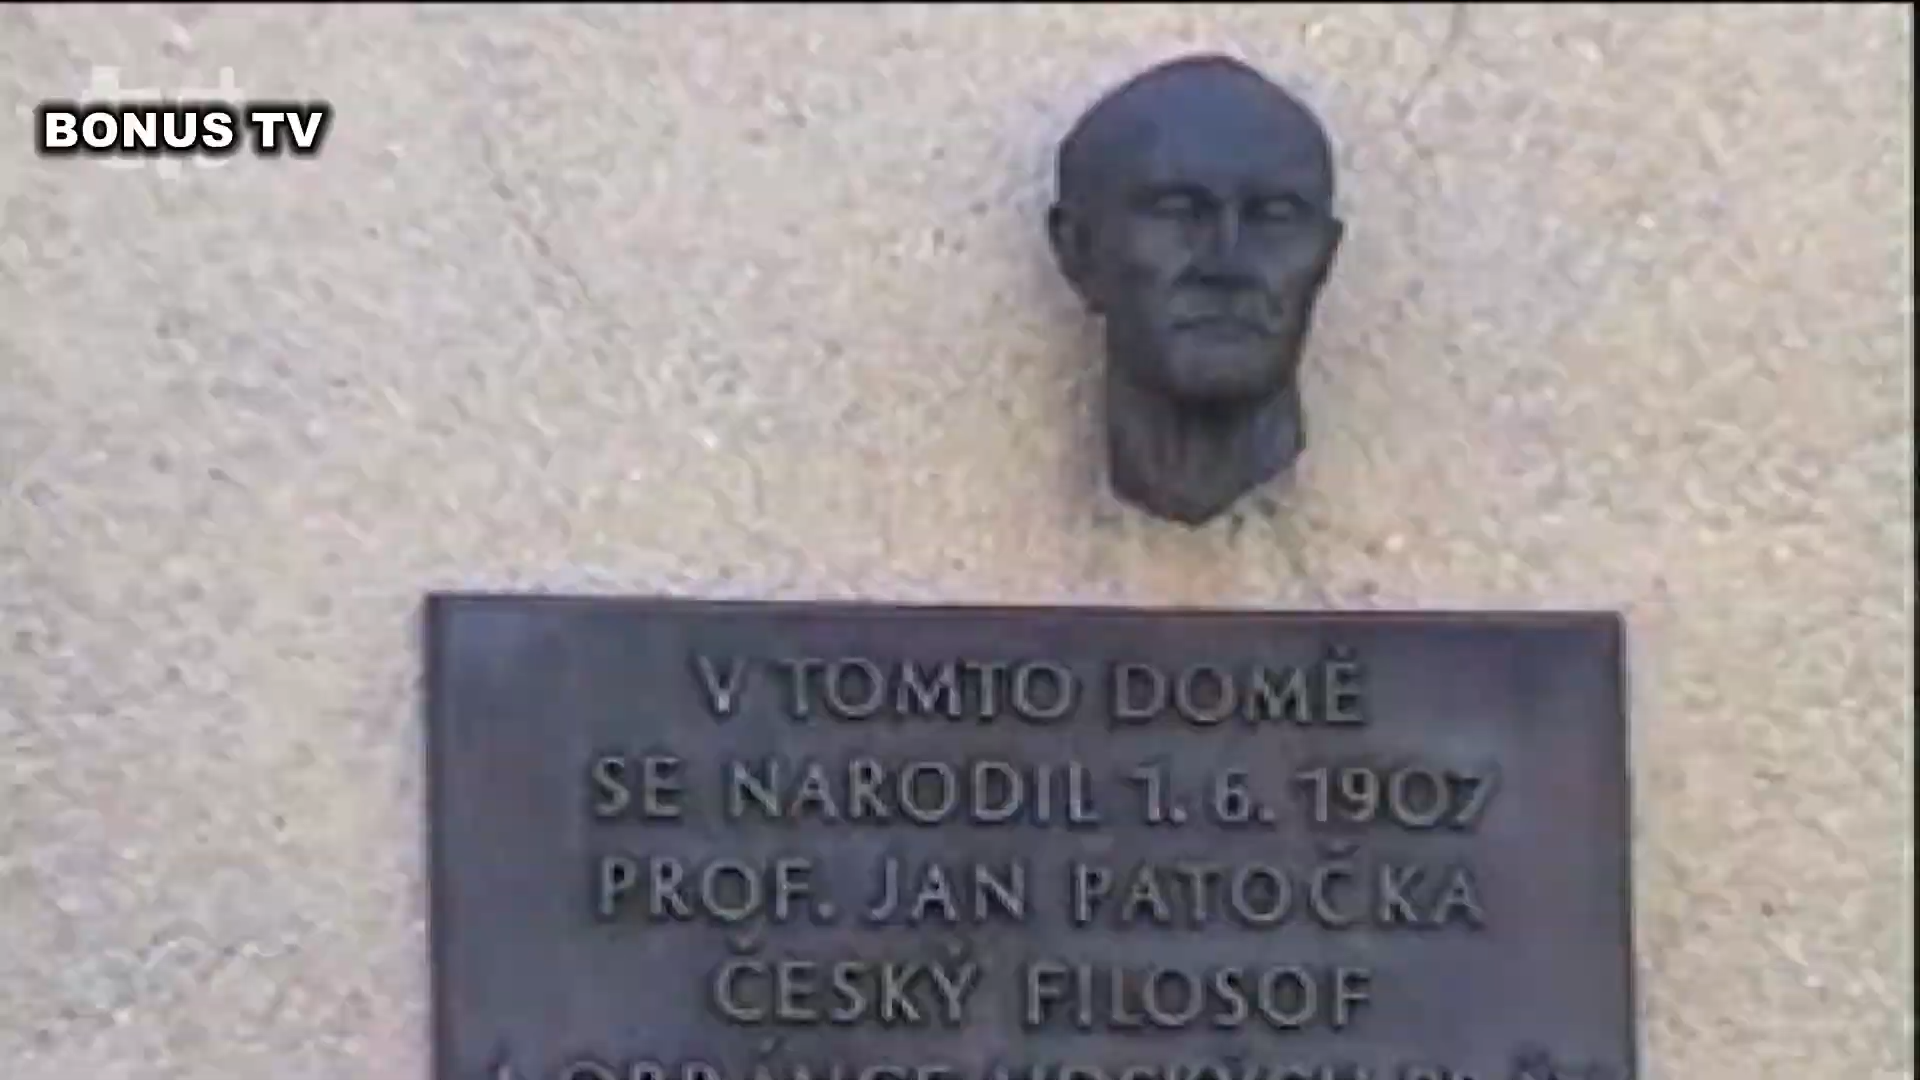 BONUS TV
V TOMTO DOMĚ
SE NARODIL 1. 6. 1907
PROF. JAN PATOČKA
ČESKÝ FILOSOF